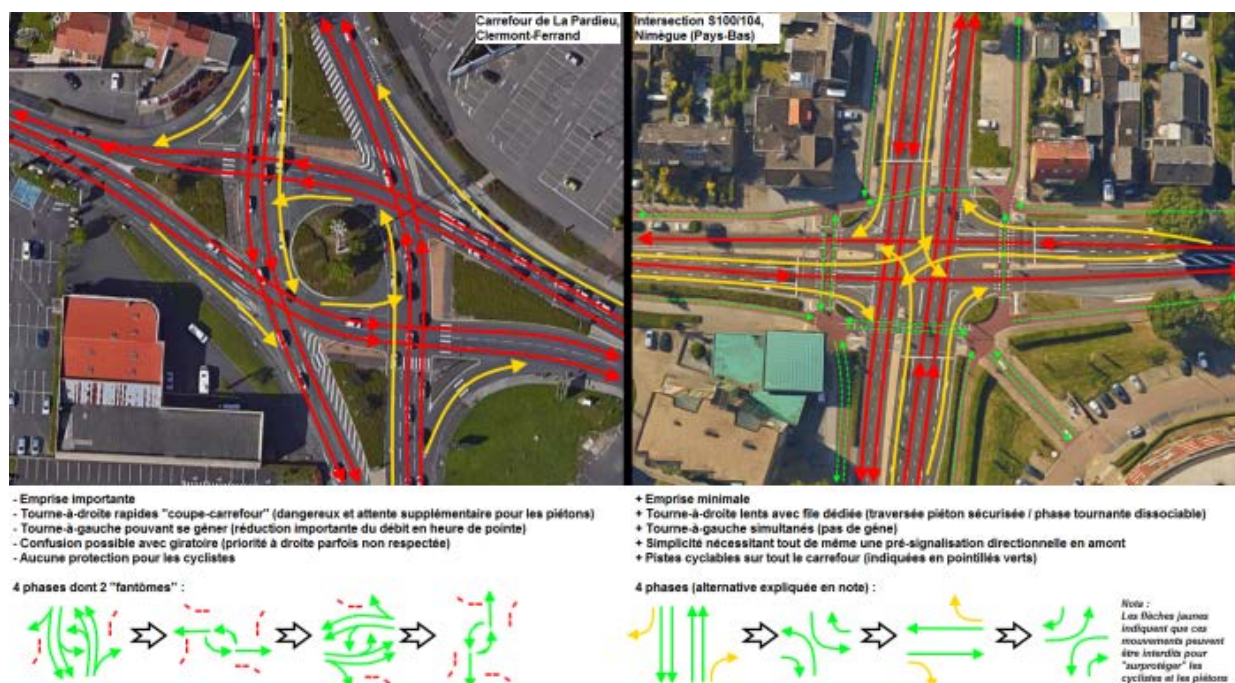 Carrefour de La Pardieu,
Clermont-Ferrand
Intersection S100/104,
Nimègue (Pays-Bas)
- Emprise importante
- Tourne-à-droite rapides "coupe-carrefour" (dangereux et attente supplémentaire pour les piétons)
- Tourne-à-gauche pouvant se gêner (réduction importante du débit en heure de pointe)
- Confusion possible avec giratoire (priorité à droite parfois non respectée)
- Aucune protection pour les cyclistes
4 phases dont 2 "fantômes" :
+ Emprise minimale
+ Tourne-à-droite lents avec file dédiée (traversée piéton sécurisée / phase tournante dissociable)
+ Tourne-à-gauche simultanés (pas de gêne)
+ Simplicité nécessitant tout de même une pré-signalisation directionnelle en amont
+ Pistes cyclables sur tout le carrefour (indiquées en pointillés verts)
4 phases (alternative expliquée en note) :
Nota :
Les flèches jaunes
indiquent que ces
mouvements peuvent
être interdits pour
"surprotéger" les
cyclistes et les piétons